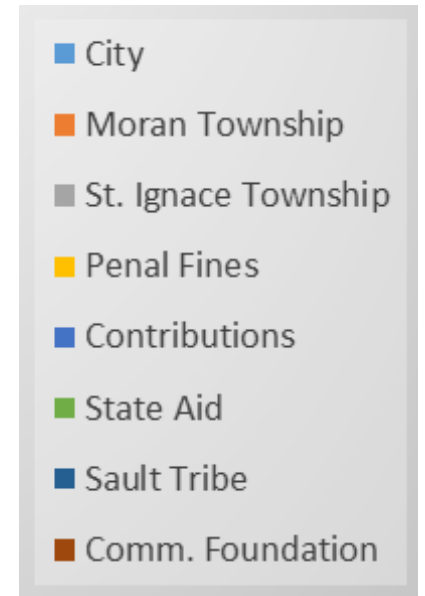 City
Moran Township
St. Ignace Township
Penal Fines
Contributions
State Aid
Sault Tribe
Comm. Foundation